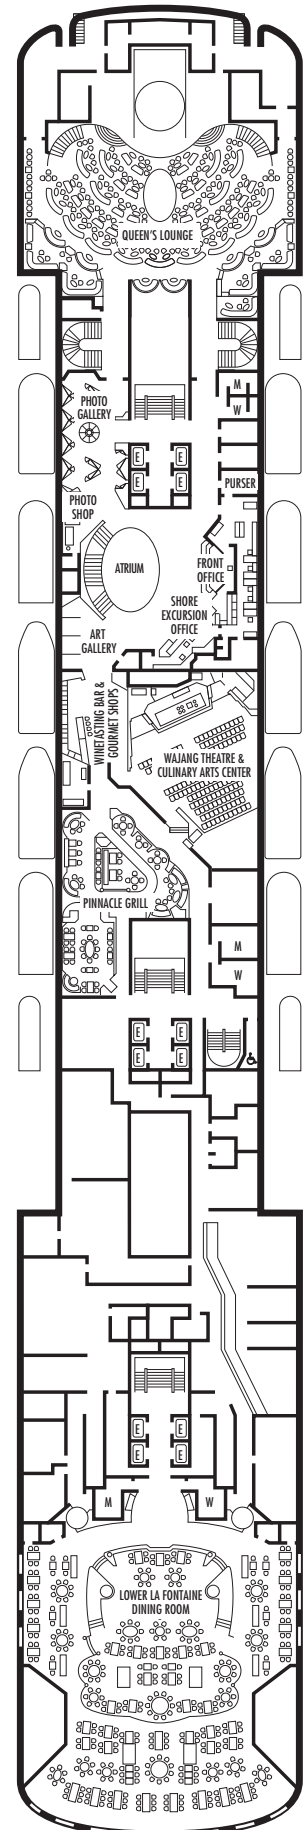 QUEEN'S LOUNGE
M
W
PHOTO
GALLERY
E
E
E
E
PURSER
PHOTO
SHOP
ATRIUM
FRONT
OFFICE
SHORE
EXCURSION
OFFICE
ART
GALLERY
WINETASTING BAR &
GOURMET SHOPS
WAJANG THEATRE &
CULINARY ARTS CENTER
PINNACLE GRILL
M
W
E
E
E
E
E
E
E
E
M
W
LOWER LA FONTAINE
DINING ROOM